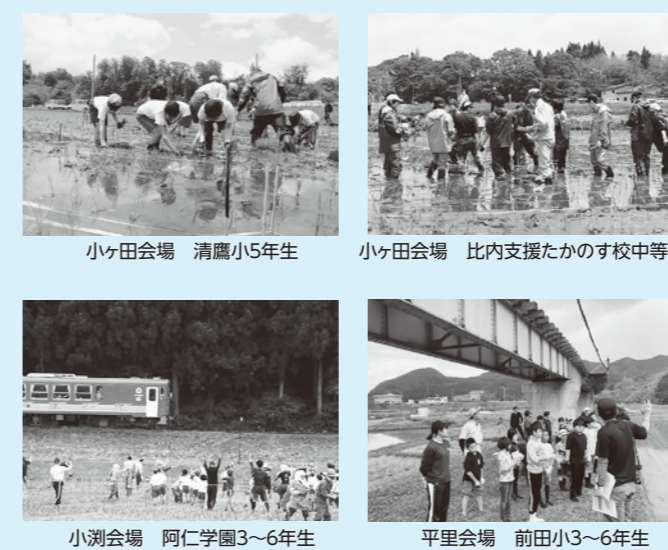 小ヶ田会場　清鷹小5年生
小ヶ田会場　比内支援たかのす校中等
小渕会場　阿仁学園3〜6年生
平里会場　前田小3〜6年生